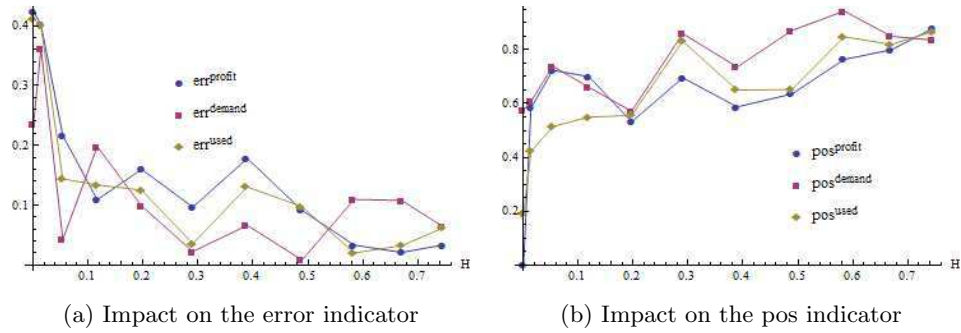 0.4
0.3
0.2
0.1
err^profit
err^demand
err^used
0.1 0.2 0.3 0.4 0.5 0.6 0.7 H
(a) Impact on the error indicator
0.8
0.6
0.4
0.2
pos^profit
pos^demand
pos^used
0.1 0.2 0.3 0.4 0.5 0.6 0.7 H
(b) Impact on the pos indicator